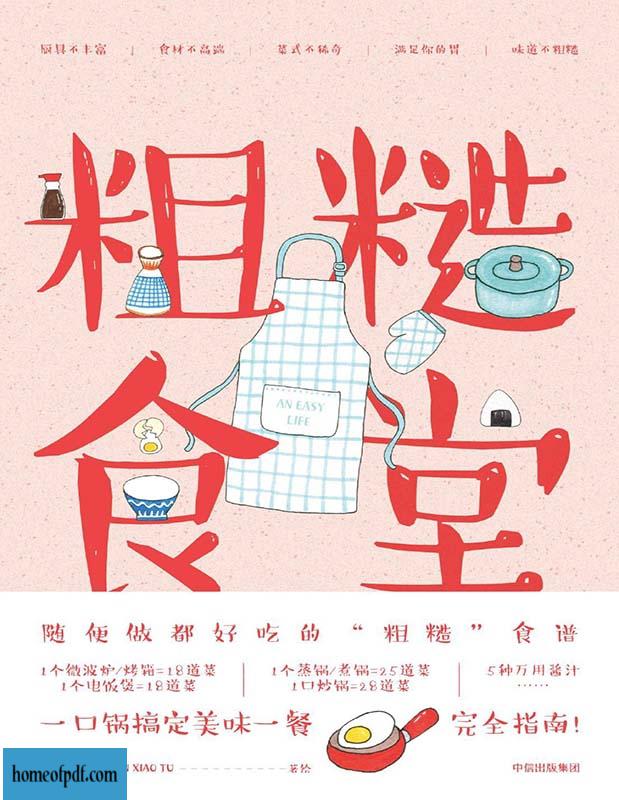 厨具不丰富 | 食材不高端 | 菜式不稀奇 | 满足你的胃 | 味道不粗糙
粗糙
食堂
AN EASY
LIFE
随便做都好吃的“粗糙”食谱
1个微波炉/烤箱=18道菜 | 1个蒸锅/煮锅=25道菜 | 5种万用酱汁
1个电饭煲=18道菜 | 1口炒锅=28道菜 | ……
一口锅搞定美味一餐 完全指南!
XIAO TU 著绘 中信出版集团
homeofpdf.com